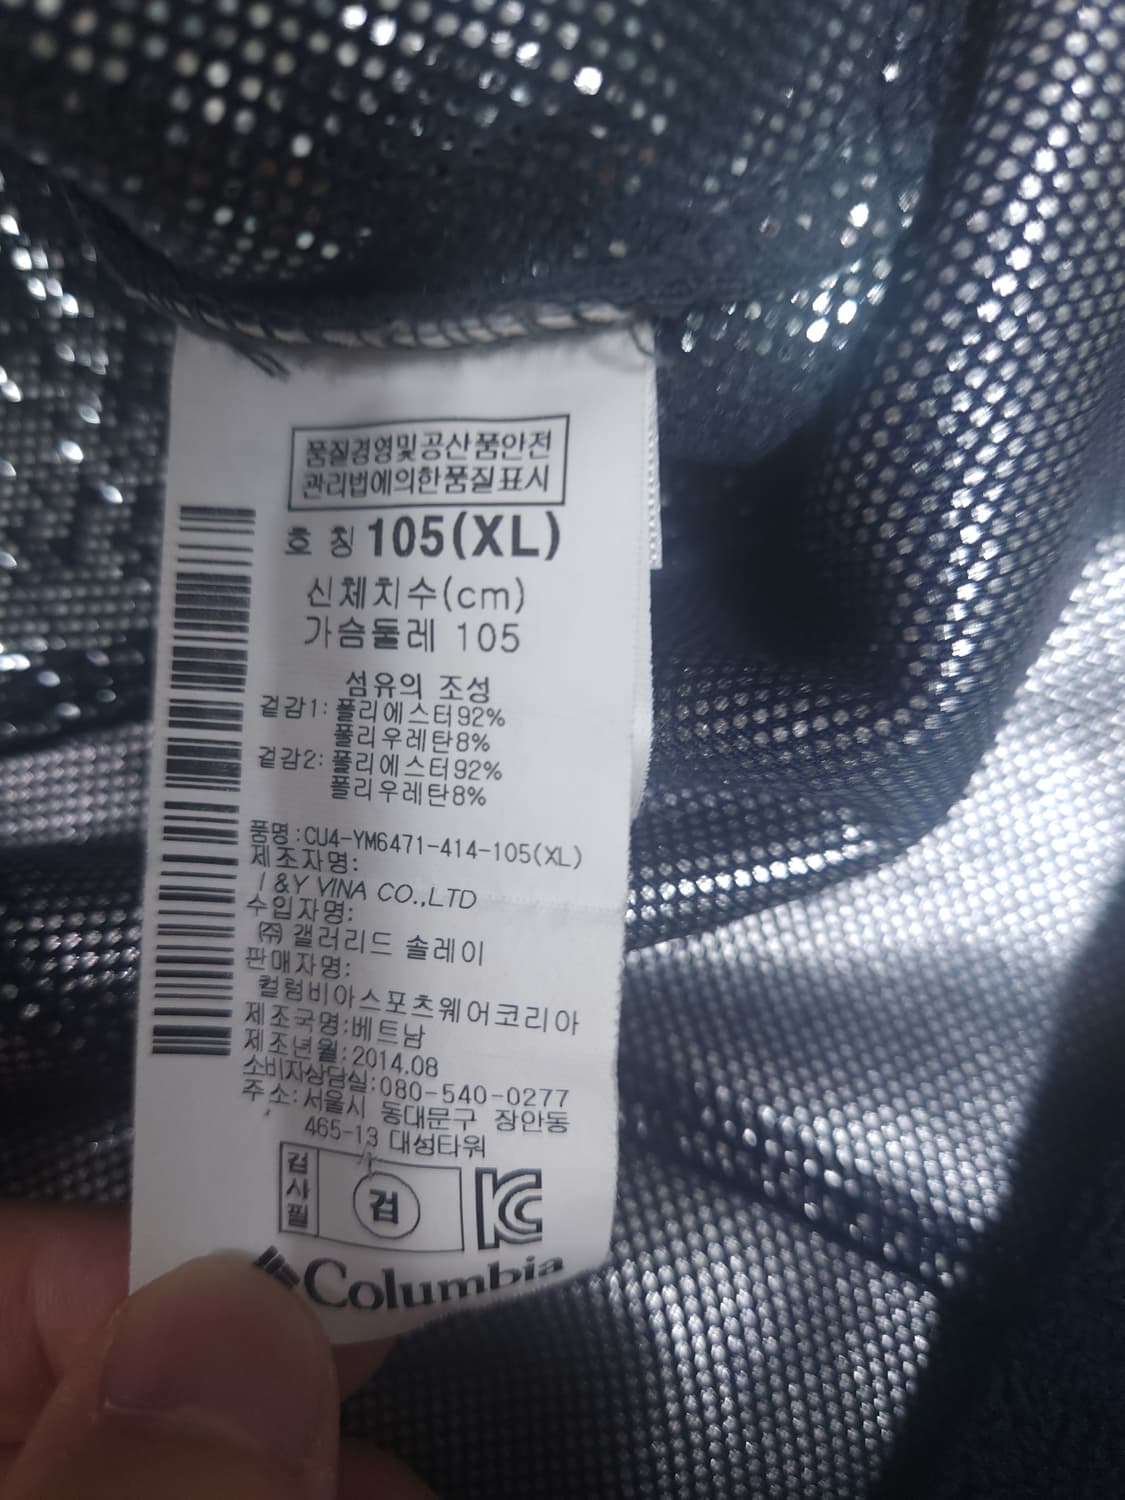 품질경영및공산품안전
관리법에의한품질표시
호 칭 105(XL)
신체치수(cm)
가슴둘레 105
섬유의 조성
겉감1: 폴리에스터92%
폴리우레탄8%
겉감2: 폴리에스터92%
폴리우레탄8%
품명:CU4-YM6471-414-105(XL)
제조자명:
I &Y VINA CO.,LTD
수입자명:
㈜ 갤러리드 솔레이
판매자명:
컬럼비아스포츠웨어코리아
제조국명:베트남
제조년월:2014.08
소비자상담실:080-540-0277
주소:서울시 동대문구 장안동
465-13 대성타워
검사필
검
KC
Columbia